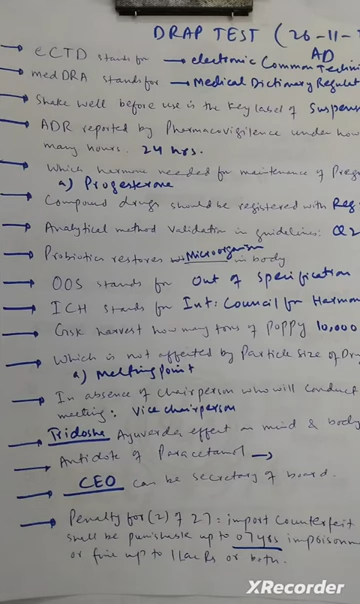 DRAP TEST (26-11-
AD
eCTD stands for → electronic Common Technic
medDRA stands for → Medical Dictionary Regulat
Shake well before use is the key label of Suspens
ADR reported by Pharmacovigilence under how
many hours. 24 hrs.
Which hormone needed for maintenance of Preg
a) Progesterone
Compound drugs should be registered with Reg
Analytical method validation in guidelines: Q2
Probiotics restores Microorganism in body
OOS stands for Out of Specification
ICH stands for Int: Council for Harmon
harvest how many tons of Poppy 10,000
Which is not affected by Particle size of Dr
a) Melting Point
In absence of Chairperson who will conduct
meeting: Vice chairperson
Tridosha Ayuverda effect on mind & body
Antidote of Paracetamol →
CEO can be secretary of board.
Penalty for (2) of 27: import Counterfeit
shall be punishable up to 07 yrs impoisonm
or fine up to 1 Lac Rs or both.
XRecorder